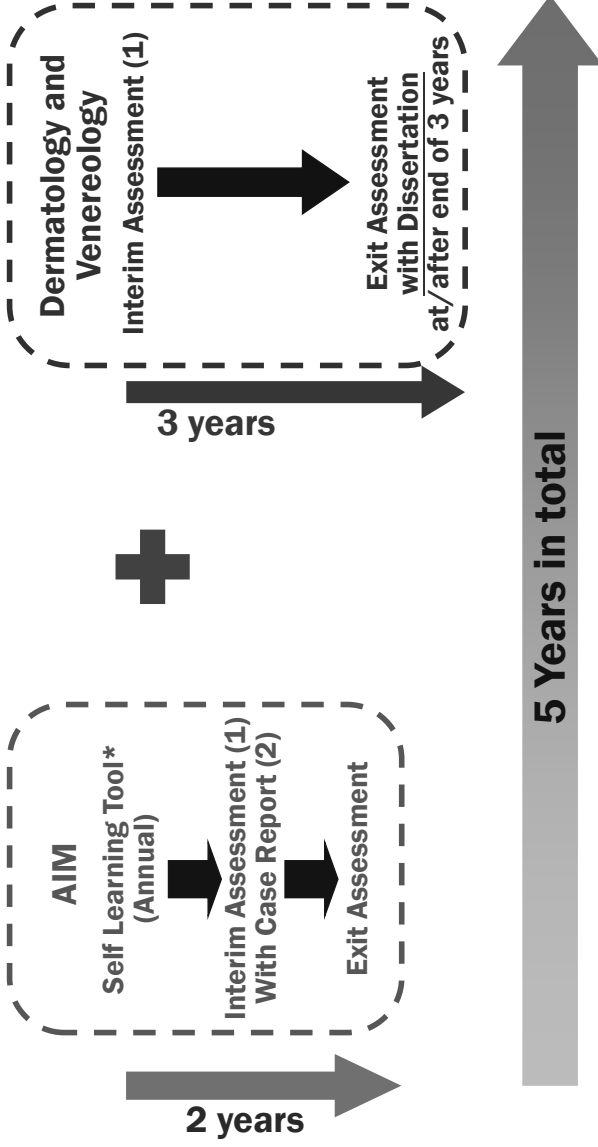 2 years
AIM
Self Learning Tool*
(Annual)
Interim Assessment (1)
With Case Report (2)
Exit Assessment
3 years
Dermatology and
Venereology
Interim Assessment (1)
Exit Assessment
with Dissertation
at/after end of 3 years
5 Years in total